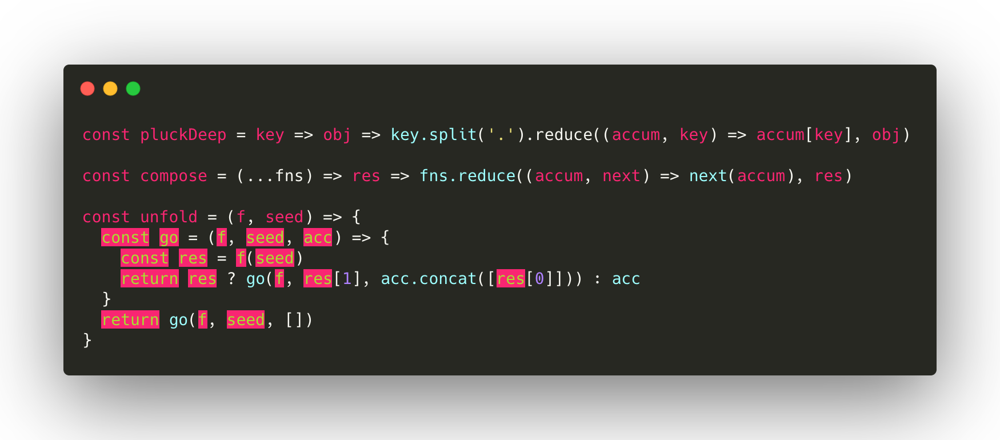 const pluckDeep = key => obj => key.split('.').reduce((accum, key) => accum[key], obj)
const compose = (...fns) => res => fns.reduce((accum, next) => next(accum), res)
const unfold = (f, seed) => {
  const go = (f, seed, acc) => {
    const res = f(seed)
    return res ? go(f, res[1], acc.concat([res[0]])) : acc
  }
  return go(f, seed, [])
}